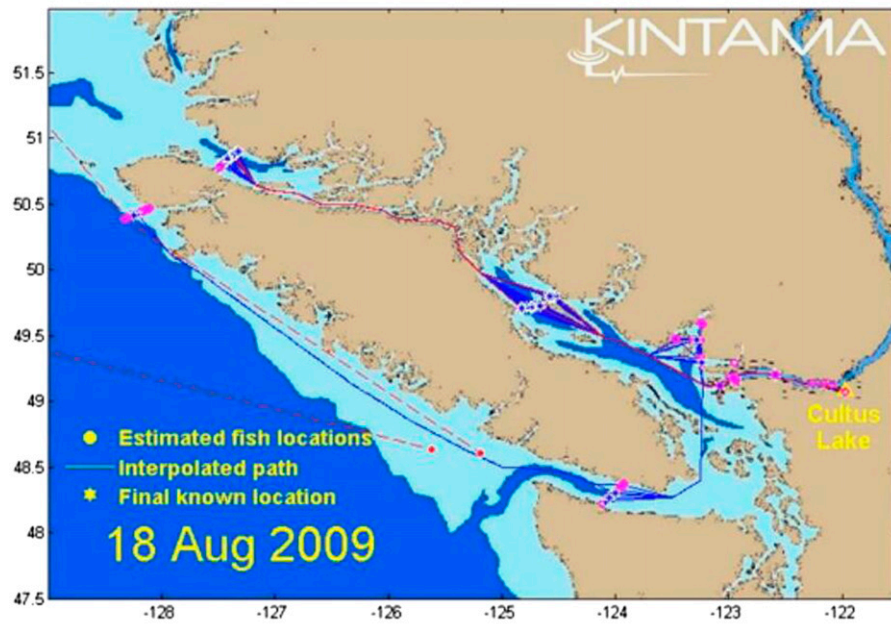 KINTAMA
51.5
51
50.5
50
49.5
49
48.5
48
47.5
Cultus
Lake
Estimated fish locations
Interpolated path
Final known location
18 Aug 2009
-128
-127
-126
-125
-124
-123
-122